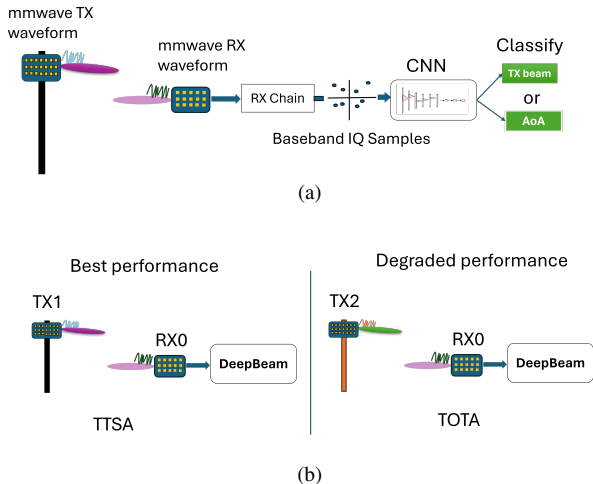 mmwave TX
waveform
mmwave RX
waveform
RX Chain
Baseband IQ Samples
CNN
Classify
TX beam
or
AoA
(a)
Best performance
TX1
RX0
DeepBeam
TTSA
Degraded performance
TX2
RX0
DeepBeam
TOTA
(b)